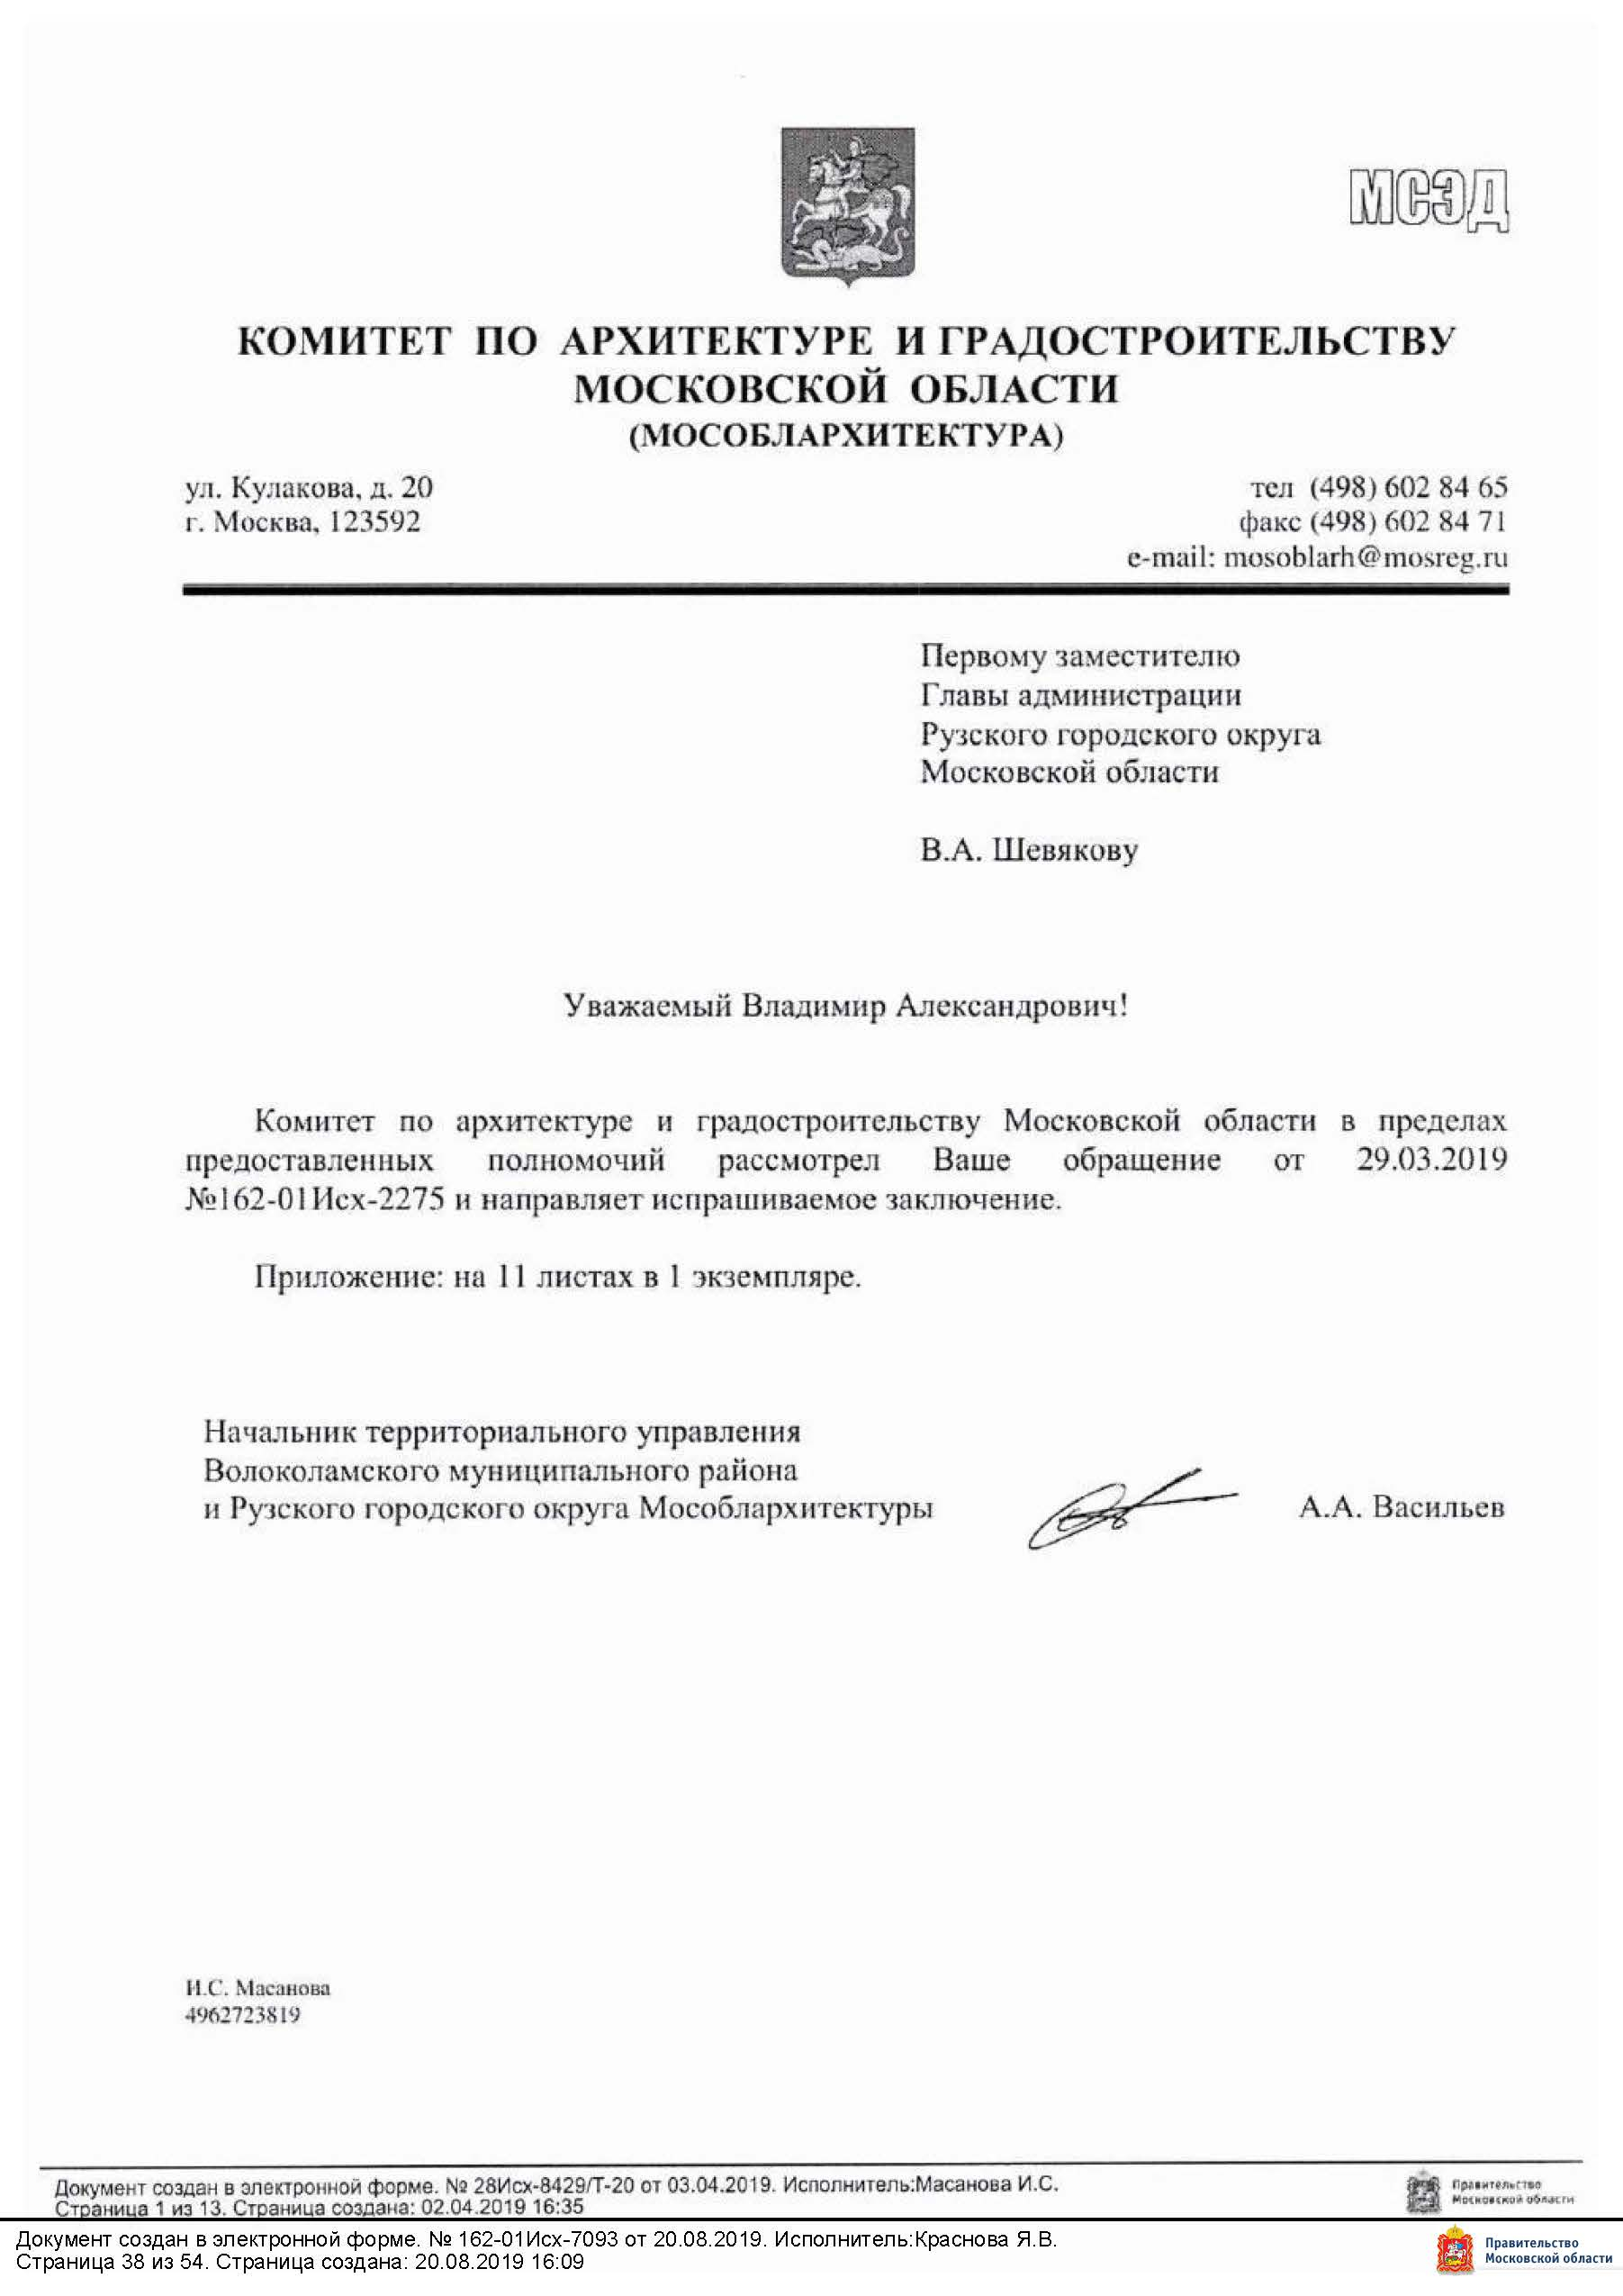 МСЭД
КОМИТЕТ ПО АРХИТЕКТУРЕ И ГРАДОСТРОИТЕЛЬСТВУ
МОСКОВСКОЙ ОБЛАСТИ
(МОСОБЛАРХИТЕКТУРА)
ул. Кулакова, д. 20
г. Москва, 123592
тел (498) 602 84 65
факс (498) 602 84 71
e-mail: mosoblarh@mosreg.ru
Первому заместителю
Главы администрации
Рузского городского округа
Московской области
В.А. Шевякову
Уважаемый Владимир Александрович!
Комитет по архитектуре и градостроительству Московской области в пределах
предоставленных полномочий рассмотрел Ваше обращение от 29.03.2019
№162-01Исх-2275 и направляет испрашиваемое заключение.
Приложение: на 11 листах в 1 экземпляре.
Начальник территориального управления
Волоколамского муниципального района
и Рузского городского округа Мособлархитектуры
А.А. Васильев
И.С. Масанова
4962723819
Документ создан в электронной форме. № 28Исх-8429/Т-20 от 03.04.2019. Исполнитель:Масанова И.С.
Страница 1 из 13. Страница создана: 02.04.2019 16:35
Правительство
Московской области
Документ создан в электронной форме. № 162-01Исх-7093 от 20.08.2019. Исполнитель:Краснова Я.В.
Страница 38 из 54. Страница создана: 20.08.2019 16:09
Правительство
Московской области